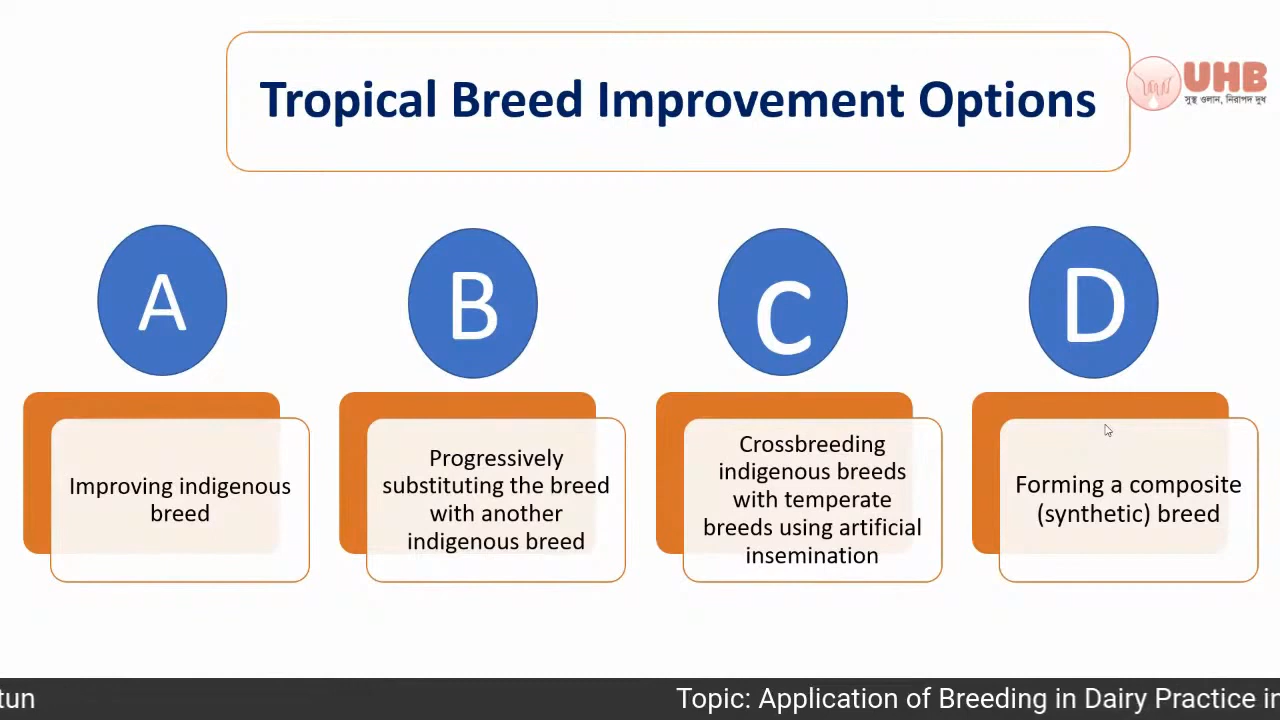 Tropical Breed Improvement Options
UHB
সুস্থ ওলান, নিরাপদ দুধ
A
B
C
D
Improving indigenous
breed
Progressively
substituting the breed
with another
indigenous breed
Crossbreeding
indigenous breeds
with temperate
breeds using artificial
insemination
Forming a composite
(synthetic) breed
tun
Topic: Application of Breeding in Dairy Practice in